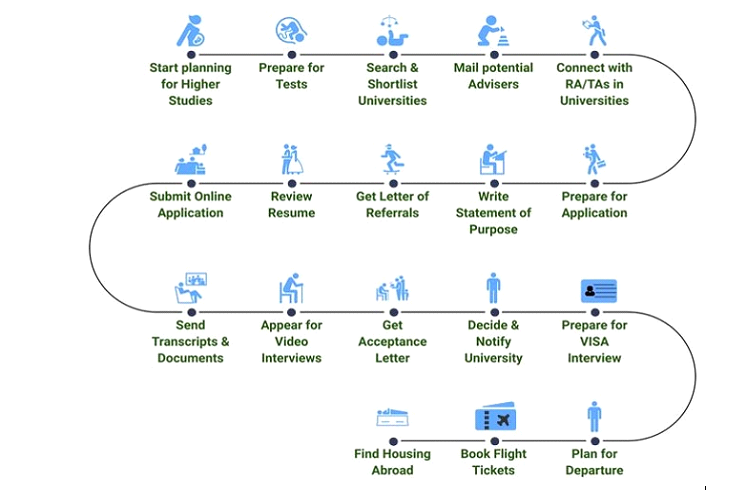 Start planning
for Higher
Studies
Prepare for
Tests
Search &
Shortlist
Universities
Mail potential
Advisers
Connect with
RA/TAs in
Universities
Submit Online
Application
Review
Resume
Get Letter of
Referrals
Write
Statement of
Purpose
Prepare for
Application
Send
Transcripts &
Documents
Appear for
Video
Interviews
Get
Acceptance
Letter
Decide &
Notify
University
Prepare for
VISA
Interview
Find Housing
Abroad
Book Flight
Tickets
Plan for
Departure